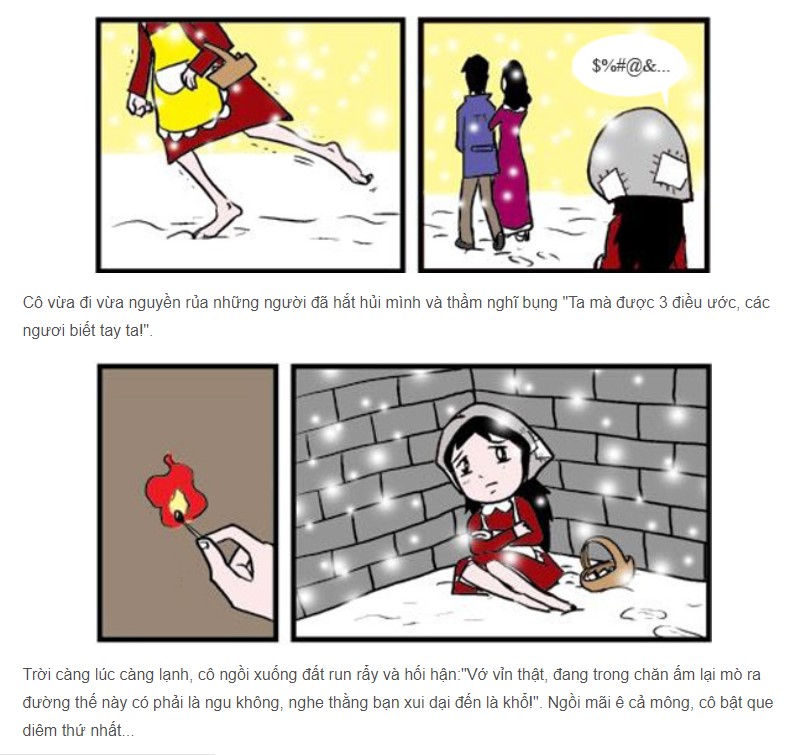 $%#@&...
Cô vừa đi vừa nguyền rủa những người đã hắt hủi mình và thầm nghĩ bụng "Ta mà được 3 điều ước, các
ngươi biết tay ta!".
Trời càng lúc càng lạnh, cô ngồi xuống đất run rẩy và hối hận:"Vớ vỉn thật, đang trong chăn ấm lại mò ra
đường thế này có phải là ngu không, nghe thằng bạn xui dại đến là khổ!". Ngồi mãi ê cả mông, cô bật que
diêm thứ nhất...